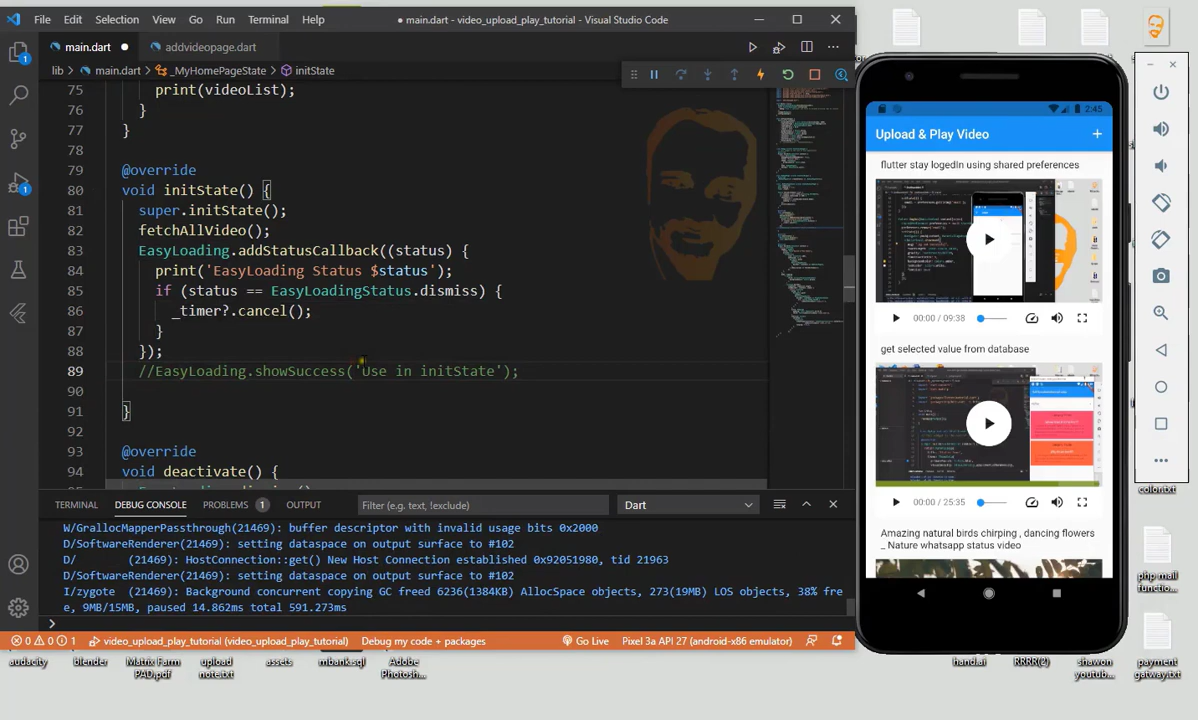 File Edit Selection View Go Run Terminal Help
● main.dart - video_upload_play_tutorial - Visual Studio Code
main.dart ●
addvideopage.dart
lib > main.dart > _MyHomePageState > initState
75 print(videoList);
76 }
77 }
78
79 @override
80 void initState() {
81 super.initState();
82 fetchAllVideo();
83 EasyLoading.addStatusCallback((status) {
84 print('EasyLoading Status $status');
85 if (status == EasyLoadingStatus.dismiss) {
86 _timer?.cancel();
87 }
88 });
89 //EasyLoading.showSuccess('Use in initState');
90
91 }
92
93 @override
94 void deactivate() {
TERMINAL DEBUG CONSOLE PROBLEMS 1 OUTPUT
Filter (e.g. text, !exclude)
Dart
W/GrallocMapperPassthrough(21469): buffer descriptor with invalid usage bits 0x2000
D/SoftwareRenderer(21469): setting dataspace on output surface to #102
D/ (21469): HostConnection::get() New Host Connection established 0x92051980, tid 21963
D/SoftwareRenderer(21469): setting dataspace on output surface to #102
I/zygote (21469): Background concurrent copying GC freed 6236(1384KB) AllocSpace objects, 273(19MB) LOS objects, 38% fre
e, 9MB/15MB, paused 14.862ms total 591.273ms
0 0 1 video_upload_play_tutorial (video_upload_play_tutorial) Debug my code + packages Go Live Pixel 3a API 27 (android-x86 emulator)
1
1
2:45
Upload & Play Video +
flutter stay logedIn using shared preferences
00:00 / 09:38
get selected value from database
00:00 / 25:35
Amazing natural birds chirping , dancing flowers
_ Nature whatsapp status video
colortxt
php mail
functio...
payment
gatway.txt
audacity
blender
Matrix Farm
PAD.pdf
upload
note.txt
assets
mbank.sql
Adobe
Photosh...
hand.ai
RRRR(2)
shawon
youtub...